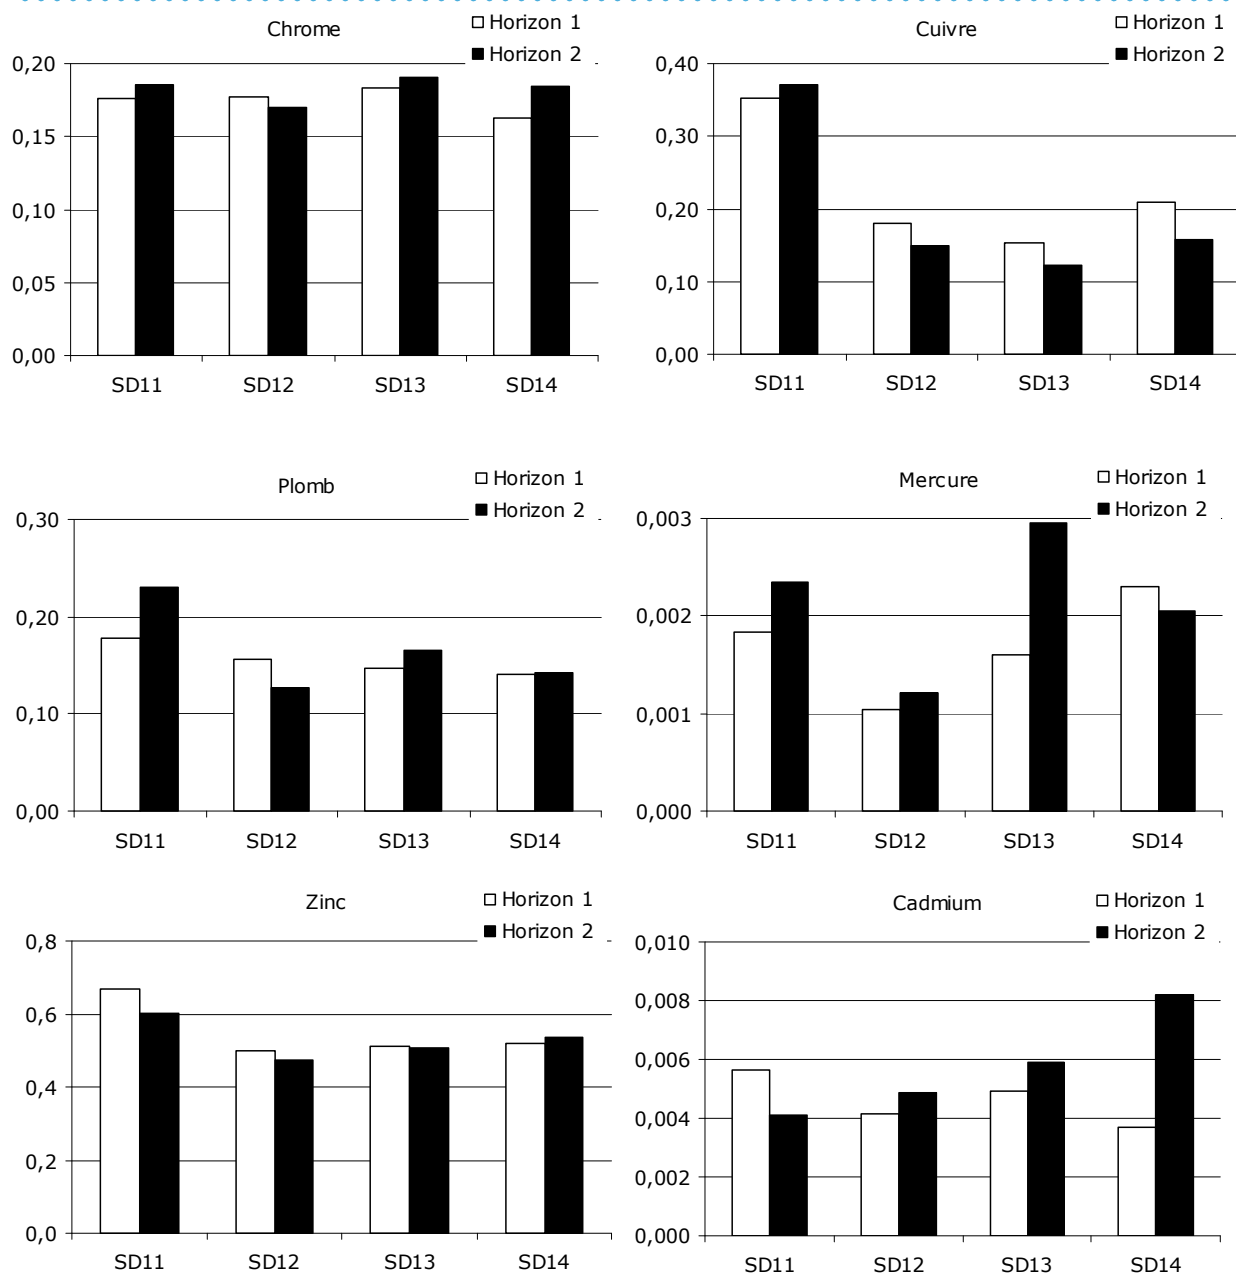 Chrome
Horizon 1
Horizon 2
0,20
0,15
0,10
0,05
0,00
SD11 SD12 SD13 SD14
Cuivre
Horizon 1
Horizon 2
0,40
0,30
0,20
0,10
0,00
SD11 SD12 SD13 SD14
Plomb
Horizon 1
Horizon 2
0,30
0,20
0,10
0,00
SD11 SD12 SD13 SD14
Mercure
Horizon 1
Horizon 2
0,003
0,002
0,001
0,000
SD11 SD12 SD13 SD14
Zinc
Horizon 1
Horizon 2
0,8
0,6
0,4
0,2
0,0
SD11 SD12 SD13 SD14
Cadmium
Horizon 1
Horizon 2
0,010
0,008
0,006
0,004
0,002
0,000
SD11 SD12 SD13 SD14